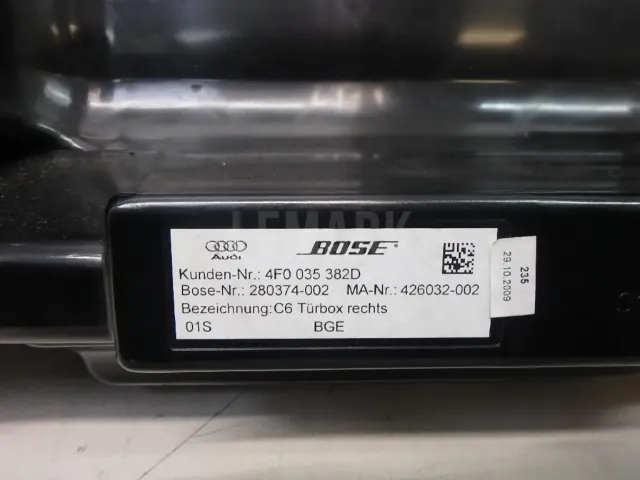 LEMARK
Audi
BOSE
Kunden-Nr.: 4F0 035 382D
Bose-Nr.: 280374-002 MA-Nr.: 426032-002
Bezeichnung:C6 Türbox rechts
01S BGE
235
29.10.2009